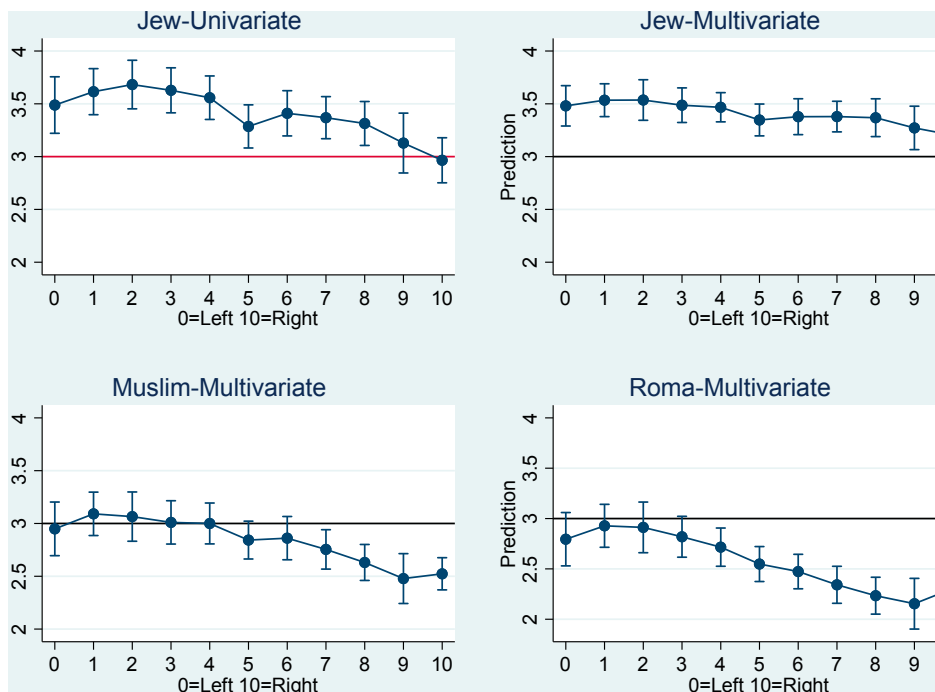 Jew-Univariate
4
3.5
3
2.5
2
0 1 2 3 4 5 6 7 8 9 10
0=Left 10=Right
Jew-Multivariate
Prediction
4
3.5
3
2.5
2
0 1 2 3 4 5 6 7 8 9
0=Left 10=Right
Muslim-Multivariate
4
3.5
3
2.5
2
0 1 2 3 4 5 6 7 8 9 10
0=Left 10=Right
Roma-Multivariate
Prediction
4
3.5
3
2.5
2
0 1 2 3 4 5 6 7 8 9
0=Left 10=Right